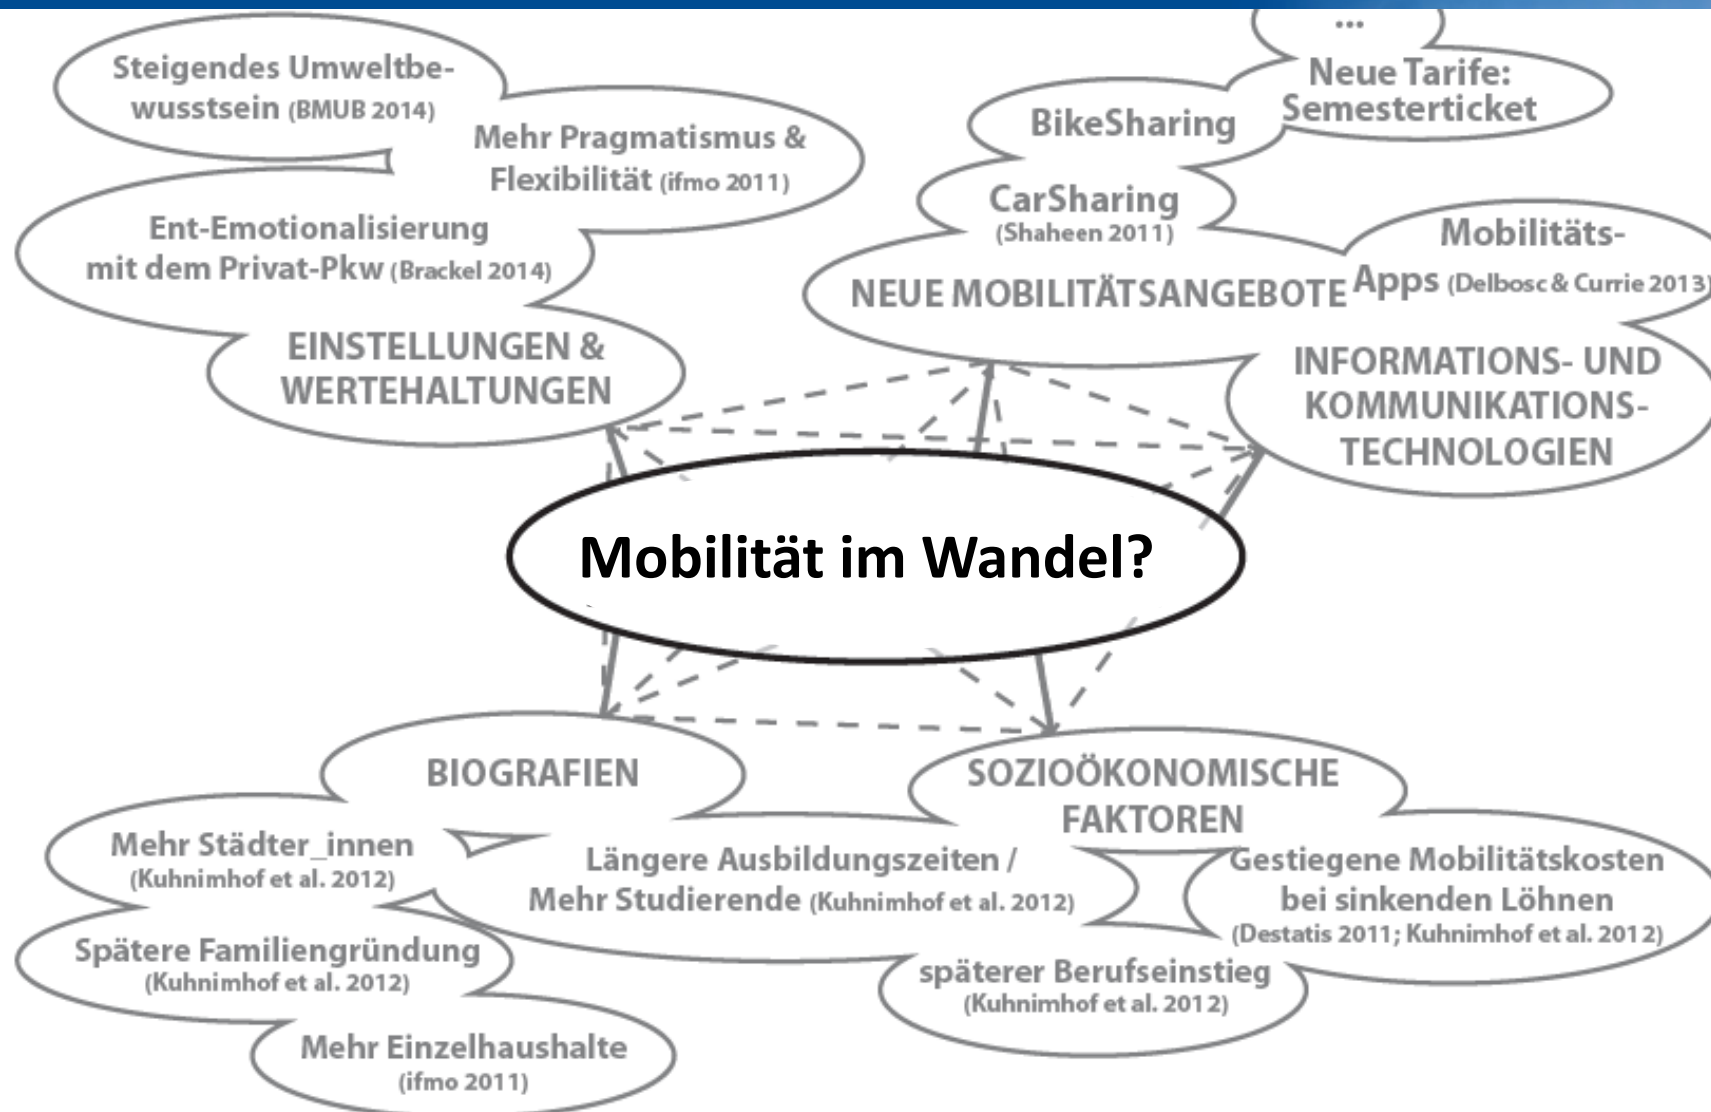 Steigendes Umweltbe-
wusstsein (BMUB 2014)
Mehr Pragmatismus &
Flexibilität (ifmo 2011)
Ent-Emotionalisierung
mit dem Privat-Pkw (Brackel 2014)
EINSTELLUNGEN &
WERTEHALTUNGEN
...
Neue Tarife:
Semesterticket
BikeSharing
CarSharing
(Shaheen 2011)
NEUE MOBILITÄTSANGEBOTE
Mobilitäts-
Apps (Delbosc & Currie 2013)
INFORMATIONS- UND
KOMMUNIKATIONS-
TECHNOLOGIEN
Mobilität im Wandel?
BIOGRAFIEN
Mehr Städter_innen
(Kuhnimhof et al. 2012)
Längere Ausbildungszeiten /
Mehr Studierende (Kuhnimhof et al. 2012)
Spätere Familiengründung
(Kuhnimhof et al. 2012)
Mehr Einzelhaushalte
(ifmo 2011)
SOZIOÖKONOMISCHE
FAKTOREN
Gestiegene Mobilitätskosten
bei sinkenden Löhnen
(Destatis 2011; Kuhnimhof et al. 2012)
späterer Berufseinstieg
(Kuhnimhof et al. 2012)